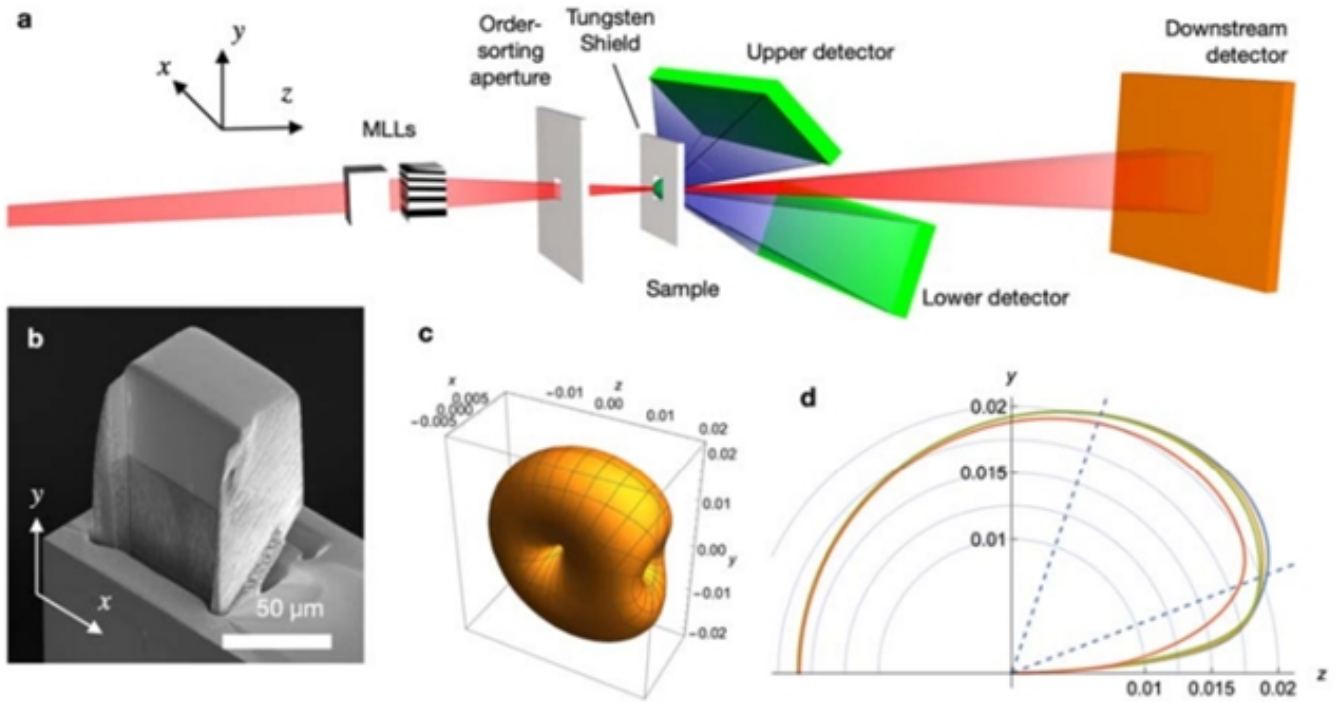 a
Order-
sorting
aperture
Tungsten
Shield
Upper detector
Downstream
detector
y
x
z
MLLs
Sample
Lower detector
b
y
x
50 µm
c
x
0.005
0.000
−0.005
−0.01
z
0.00
0.01
0.02
0.02
0.01
0.00
y
−0.01
−0.02
d
y
0.02
0.015
0.01
0.01
0.015
0.02
z